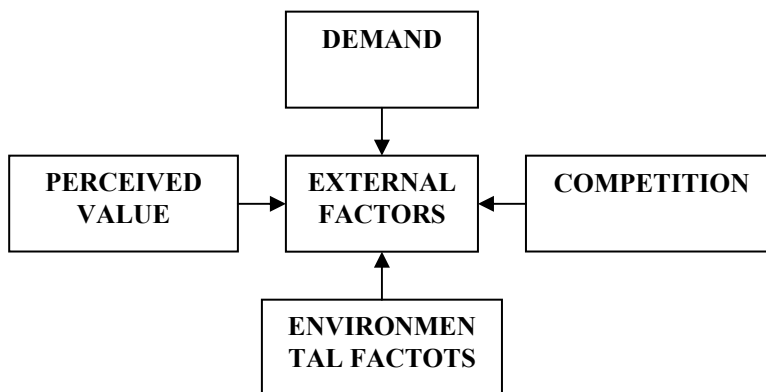 DEMAND
PERCEIVED
VALUE
EXTERNAL
FACTORS
COMPETITION
ENVIRONMEN
TAL FACTOTS